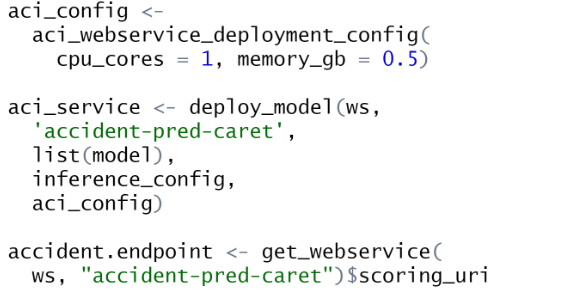 aci_config <-
  aci_webservice_deployment_config(
    cpu_cores = 1, memory_gb = 0.5)

aci_service <- deploy_model(ws,
  'accident-pred-caret',
  list(model),
  inference_config,
  aci_config)

accident.endpoint <- get_webservice(
  ws, "accident-pred-caret")$scoring_uri